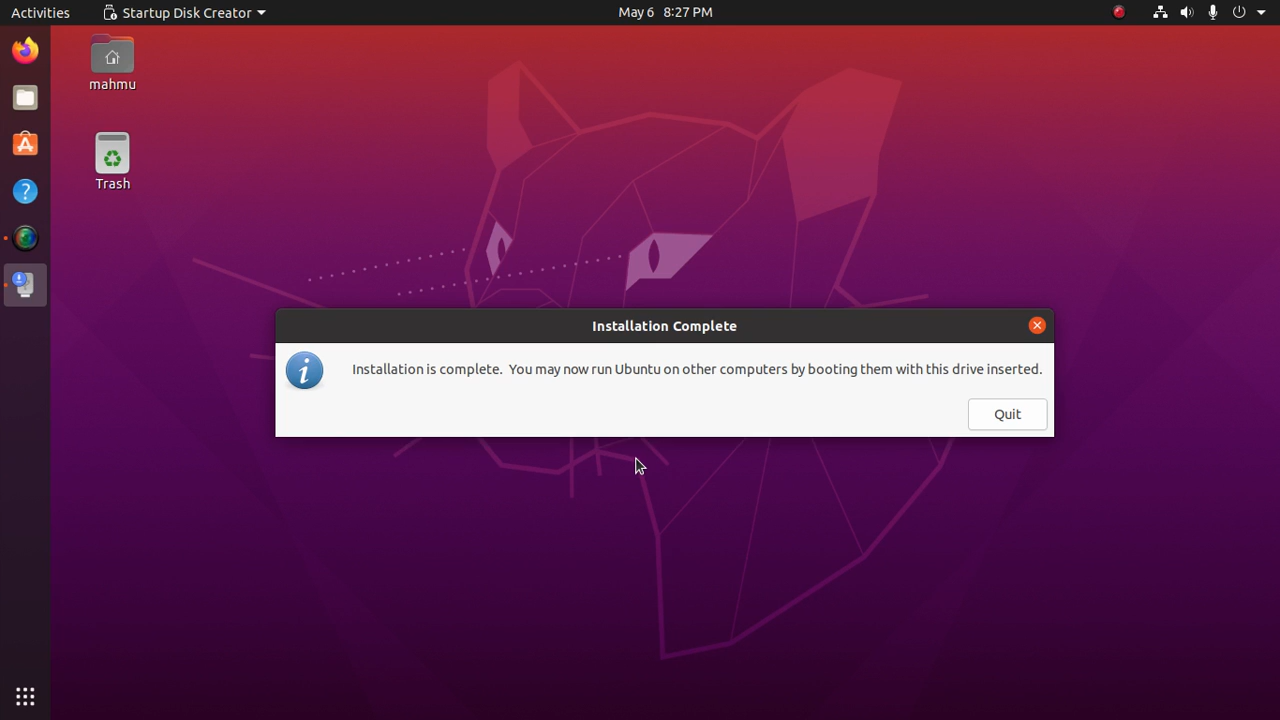 Activities
Startup Disk Creator
May 6 8:27 PM
mahmu
Trash
Installation Complete
Installation is complete.  You may now run Ubuntu on other computers by booting them with this drive inserted.
Quit